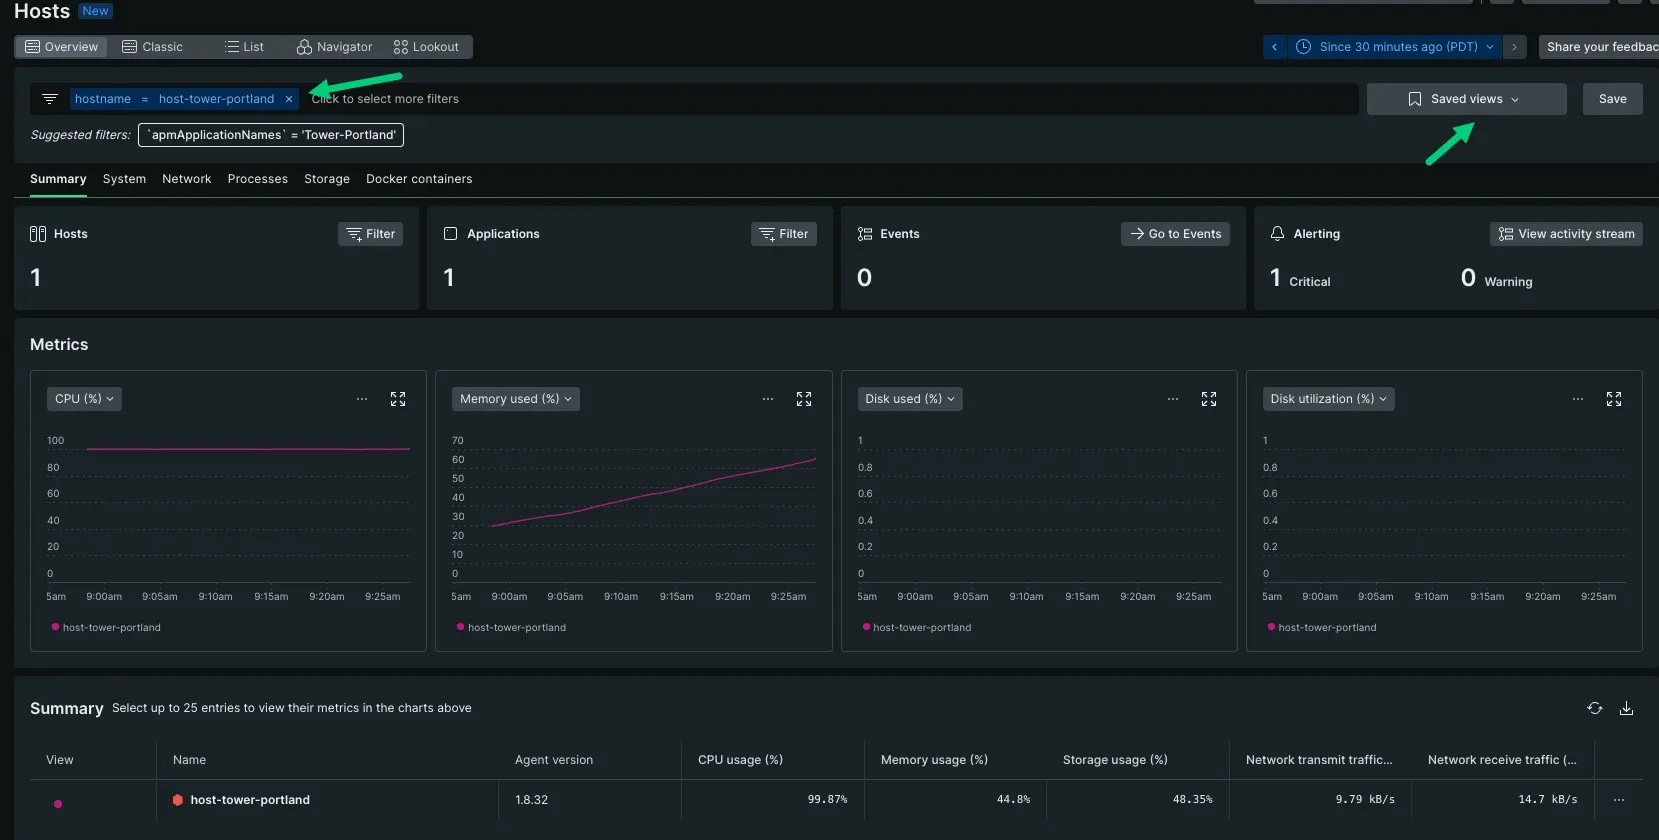 Hosts New
Overview Classic List Navigator Lookout
Since 30 minutes ago (PDT) Share your feedbac
hostname = host-tower-portland × Click to select more filters Saved views Save
Suggested filters: `apmApplicationNames` = 'Tower-Portland'
Summary System Network Processes Storage Docker containers
Hosts Filter Applications Filter Events Go to Events Alerting View activity stream
1 1 0 1 Critical 0 Warning
Metrics
CPU (%) ... Memory used (%) ... Disk used (%) ... Disk utilization (%) ...
100
80
60
40
20
0
5am 9:00am 9:05am 9:10am 9:15am 9:20am 9:25am
host-tower-portland
70
60
50
40
30
20
10
0
5am 9:00am 9:05am 9:10am 9:15am 9:20am 9:25am
host-tower-portland
1
0.8
0.6
0.4
0.2
0
5am 9:00am 9:05am 9:10am 9:15am 9:20am 9:25am
host-tower-portland
1
0.8
0.6
0.4
0.2
0
5am 9:00am 9:05am 9:10am 9:15am 9:20am 9:25am
host-tower-portland
Summary Select up to 25 entries to view their metrics in the charts above
View Name Agent version CPU usage (%) Memory usage (%) Storage usage (%) Network transmit traffic... Network receive traffic (...
host-tower-portland 1.8.32 99.87% 44.8% 48.35% 9.79 kB/s 14.7 kB/s ...